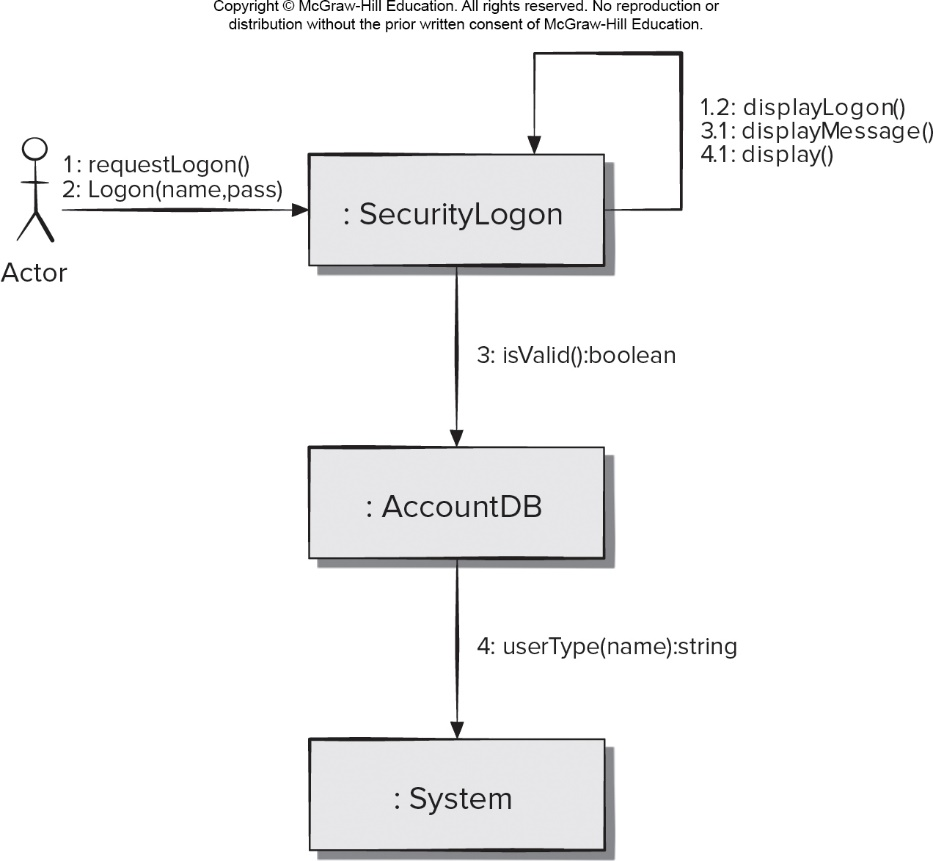 Copyright © McGraw-Hill Education. All rights reserved. No reproduction or
distribution without the prior written consent of McGraw-Hill Education.
1.2: displayLogon()
3.1: displayMessage()
4.1: display()
1: requestLogon()
2: Logon(name,pass)
: SecurityLogon
Actor
3: isValid():boolean
: AccountDB
4: userType(name):string
: System